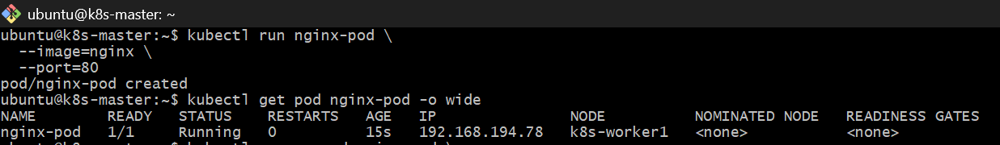 ubuntu@k8s-master: ~
ubuntu@k8s-master:~$ kubectl run nginx-pod \
  --image=nginx \
  --port=80
pod/nginx-pod created
ubuntu@k8s-master:~$ kubectl get pod nginx-pod -o wide
NAME        READY   STATUS    RESTARTS   AGE   IP               NODE          NOMINATED NODE   READINESS GATES
nginx-pod   1/1     Running   0          15s   192.168.194.78   k8s-worker1   <none>           <none>